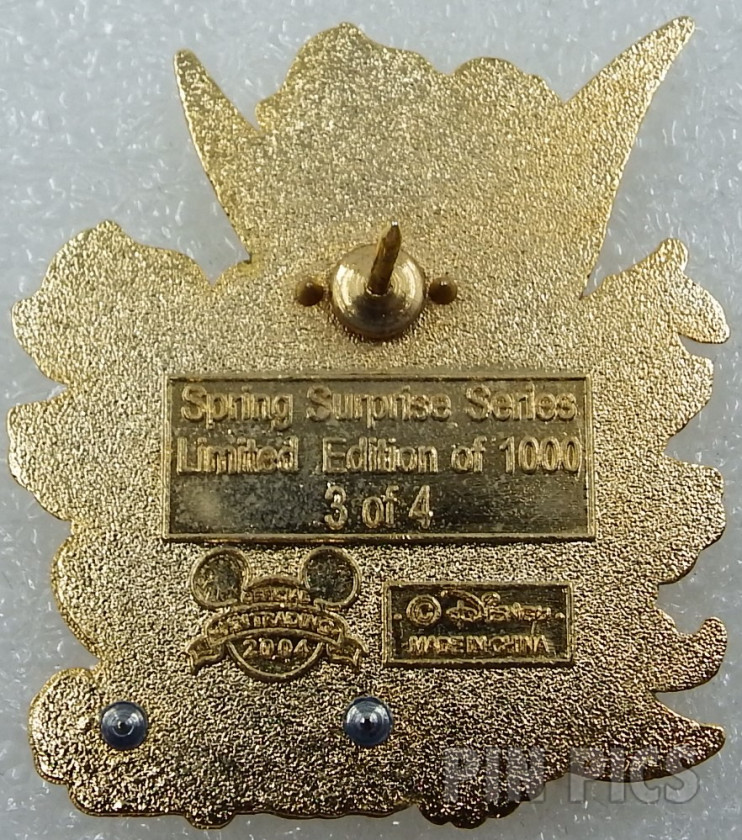 Spring Surprise Series
Limited Edition of 1000
3 of 4
OFFICIAL
PIN TRADING
2004
© Disney
MADE IN CHINA
PIN PICS